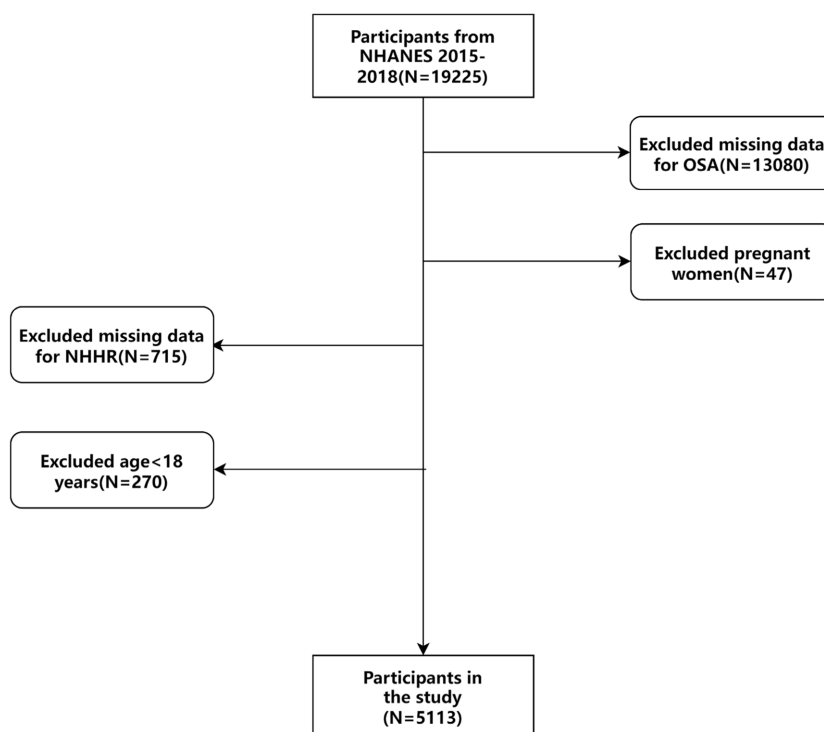 Participants from
NHANES 2015-
2018(N=19225)
Excluded missing data
for OSA(N=13080)
Excluded pregnant
women(N=47)
Excluded missing data
for NHHR(N=715)
Excluded age<18
years(N=270)
Participants in
the study
(N=5113)